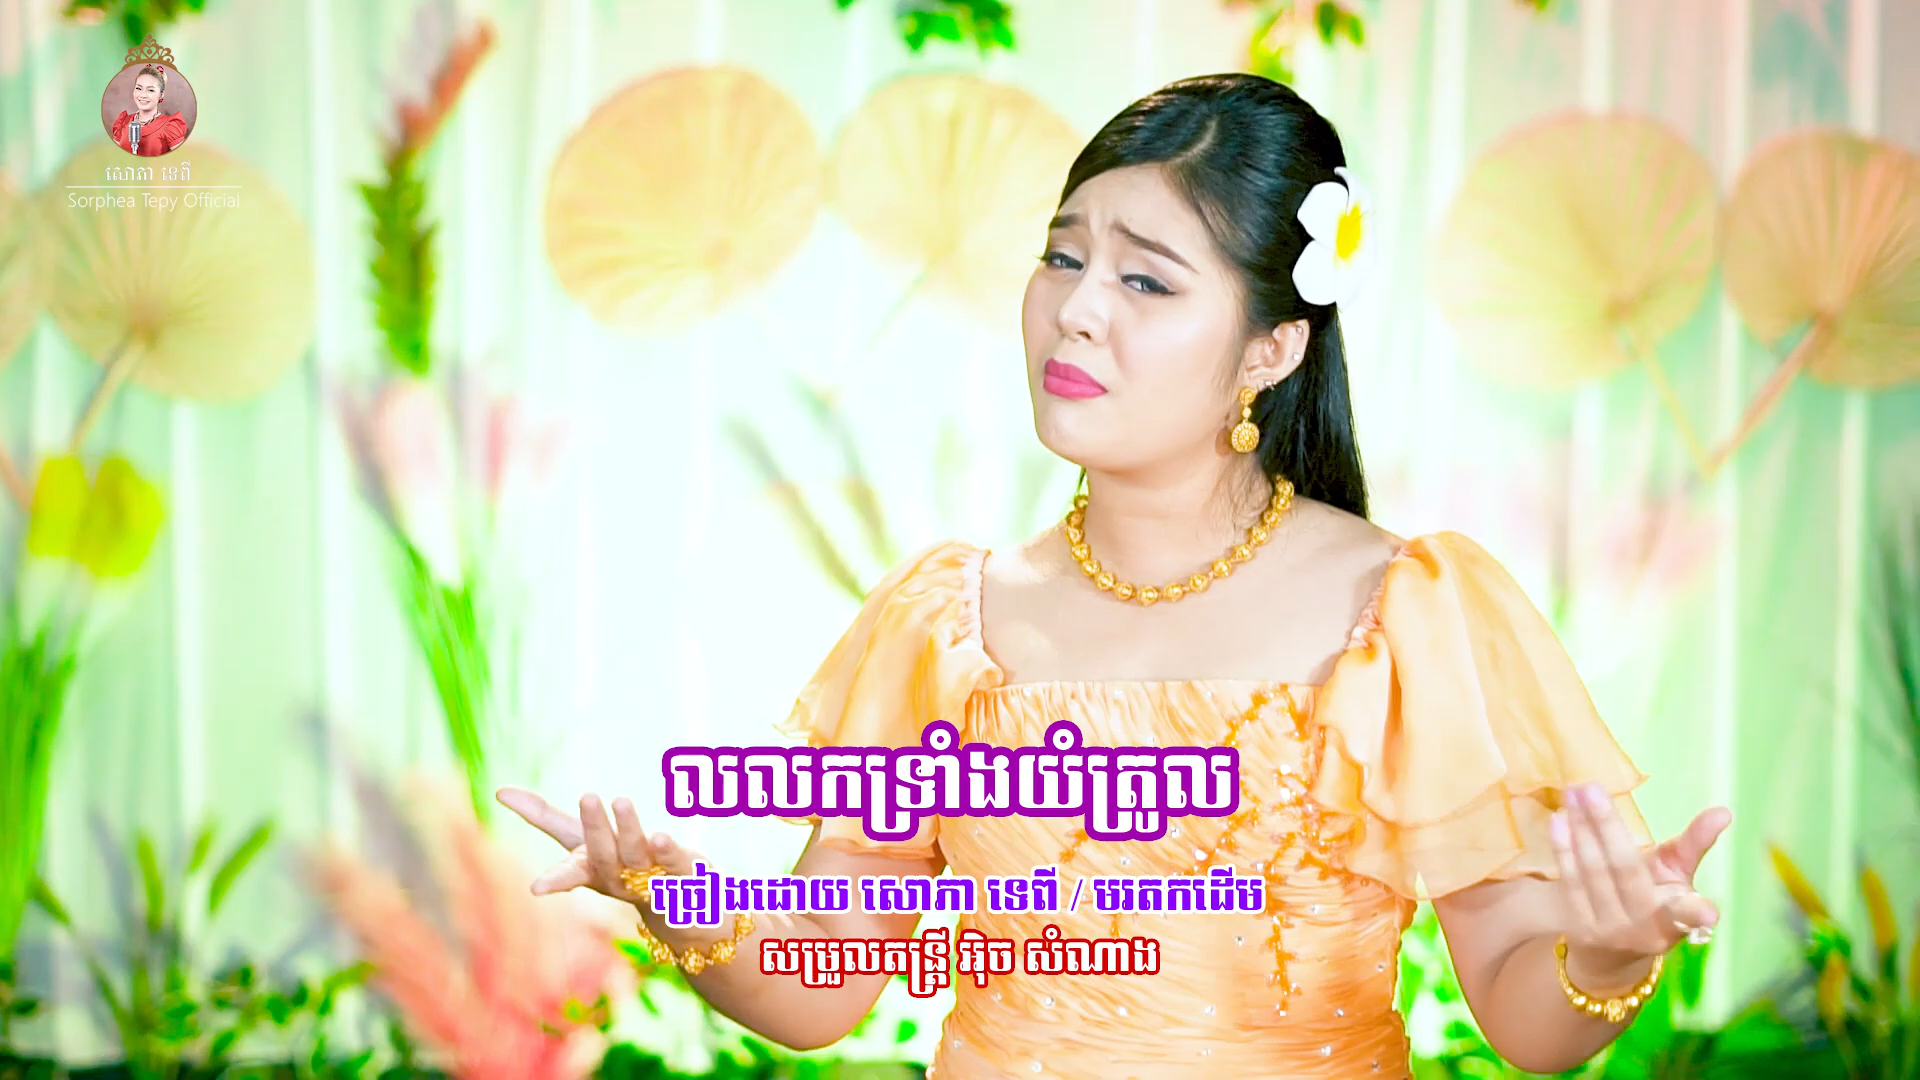 សោភា ទេពី
Sorphea Tepy Official
លលកទ្រាំងយំត្រូល
ច្រៀងដោយ សោភា ទេពី / មរតកដើម
សម្រួលតន្ត្រី អ៊ិច សំណាង